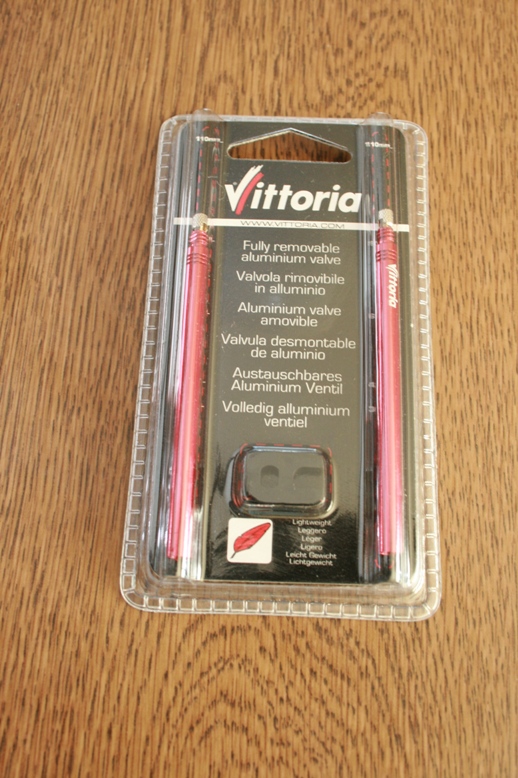 110mm
110mm
Vittoria
WWW.VITTORIA.COM
Fully removable
aluminium valve
Valvola rimovibile
in alluminio
Aluminium valve
amovible
Valvula desmontable
de aluminio
Austauschbares
Aluminium Ventil
Volledig alluminium
ventiel
Vittoria
Lightweight
Leggero
Léger
Ligero
Leicht Gewicht
Lichtgewicht